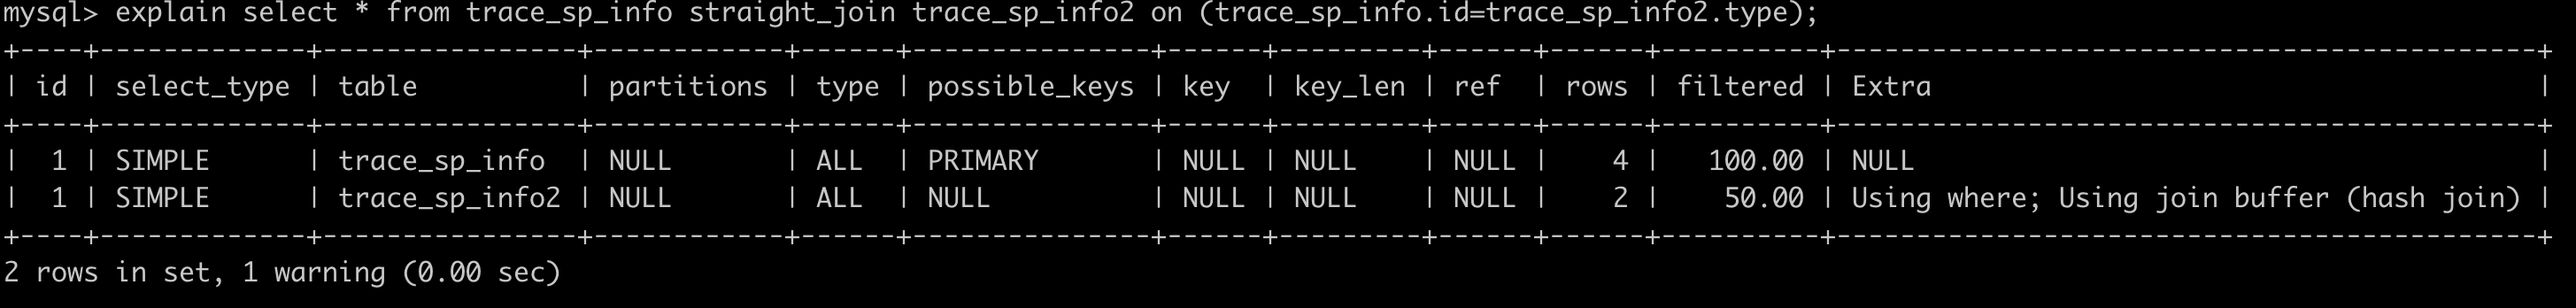 mysql> explain select * from trace_sp_info straight_join trace_sp_info2 on (trace_sp_info.id=trace_sp_info2.type);
+----+-------------+----------------+------------+------+---------------+------+---------+------+------+----------+--------------------------------------------+
| id | select_type | table          | partitions | type | possible_keys | key  | key_len | ref  | rows | filtered | Extra                                      |
+----+-------------+----------------+------------+------+---------------+------+---------+------+------+----------+--------------------------------------------+
|  1 | SIMPLE      | trace_sp_info  | NULL       | ALL  | PRIMARY       | NULL | NULL    | NULL |    4 |   100.00 | NULL                                       |
|  1 | SIMPLE      | trace_sp_info2 | NULL       | ALL  | NULL          | NULL | NULL    | NULL |    2 |    50.00 | Using where; Using join buffer (hash join) |
+----+-------------+----------------+------------+------+---------------+------+---------+------+------+----------+--------------------------------------------+
2 rows in set, 1 warning (0.00 sec)